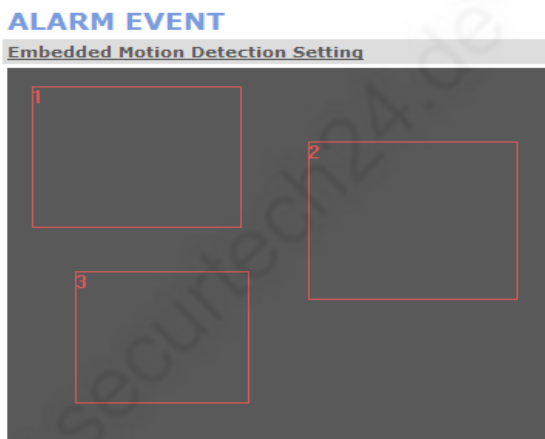 ALARM EVENT
Embedded Motion Detection Setting
1
2
3
securtech24.de